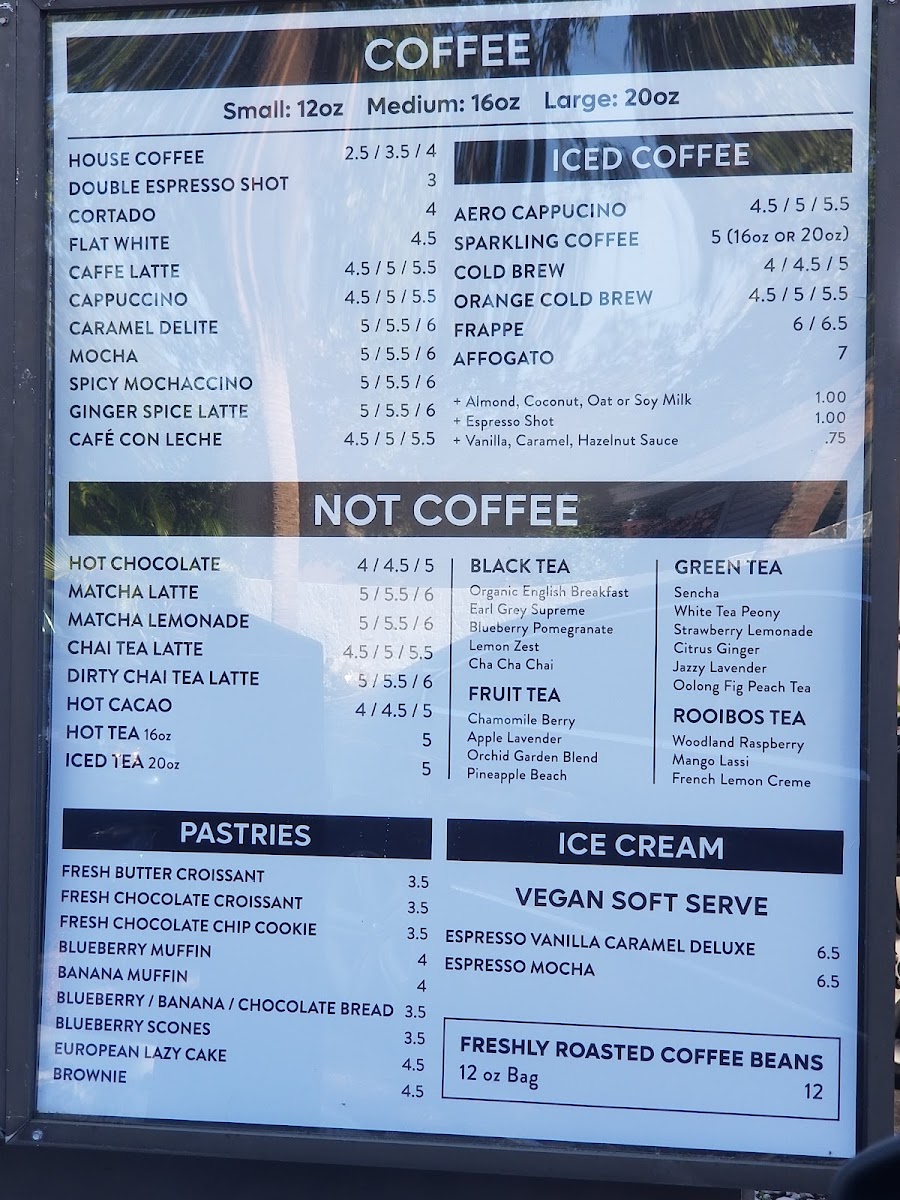 COFFEE
Small: 12oz Medium: 16oz Large: 20oz
HOUSE COFFEE 2.5 / 3.5 / 4
DOUBLE ESPRESSO SHOT 3
CORTADO 4
FLAT WHITE 4.5
CAFFE LATTE 4.5 / 5 / 5.5
CAPPUCCINO 4.5 / 5 / 5.5
CARAMEL DELITE 5 / 5.5 / 6
MOCHA 5 / 5.5 / 6
SPICY MOCHACCINO 5 / 5.5 / 6
GINGER SPICE LATTE 5 / 5.5 / 6
CAFÉ CON LECHE 4.5 / 5 / 5.5
ICED COFFEE
AERO CAPPUCINO 4.5 / 5 / 5.5
SPARKLING COFFEE 5 (16oz OR 20oz)
COLD BREW 4 / 4.5 / 5
ORANGE COLD BREW 4.5 / 5 / 5.5
FRAPPE 6 / 6.5
AFFOGATO 7
+ Almond, Coconut, Oat or Soy Milk 1.00
+ Espresso Shot 1.00
+ Vanilla, Caramel, Hazelnut Sauce .75
NOT COFFEE
HOT CHOCOLATE 4 / 4.5 / 5
MATCHA LATTE 5 / 5.5 / 6
MATCHA LEMONADE 5 / 5.5 / 6
CHAI TEA LATTE 4.5 / 5 / 5.5
DIRTY CHAI TEA LATTE 5 / 5.5 / 6
HOT CACAO 4 / 4.5 / 5
HOT TEA 16oz 5
ICED TEA 20oz 5
BLACK TEA
Organic English Breakfast
Earl Grey Supreme
Blueberry Pomegranate
Lemon Zest
Cha Cha Chai
FRUIT TEA
Chamomile Berry
Apple Lavender
Orchid Garden Blend
Pineapple Beach
GREEN TEA
Sencha
White Tea Peony
Strawberry Lemonade
Citrus Ginger
Jazzy Lavender
Oolong Fig Peach Tea
ROOIBOS TEA
Woodland Raspberry
Mango Lassi
French Lemon Creme
PASTRIES
FRESH BUTTER CROISSANT 3.5
FRESH CHOCOLATE CROISSANT 3.5
FRESH CHOCOLATE CHIP COOKIE 3.5
BLUEBERRY MUFFIN 4
BANANA MUFFIN 4
BLUEBERRY / BANANA / CHOCOLATE BREAD 3.5
BLUEBERRY SCONES 3.5
EUROPEAN LAZY CAKE 4.5
BROWNIE 4.5
ICE CREAM
VEGAN SOFT SERVE
ESPRESSO VANILLA CARAMEL DELUXE 6.5
ESPRESSO MOCHA 6.5
FRESHLY ROASTED COFFEE BEANS
12 oz Bag 12